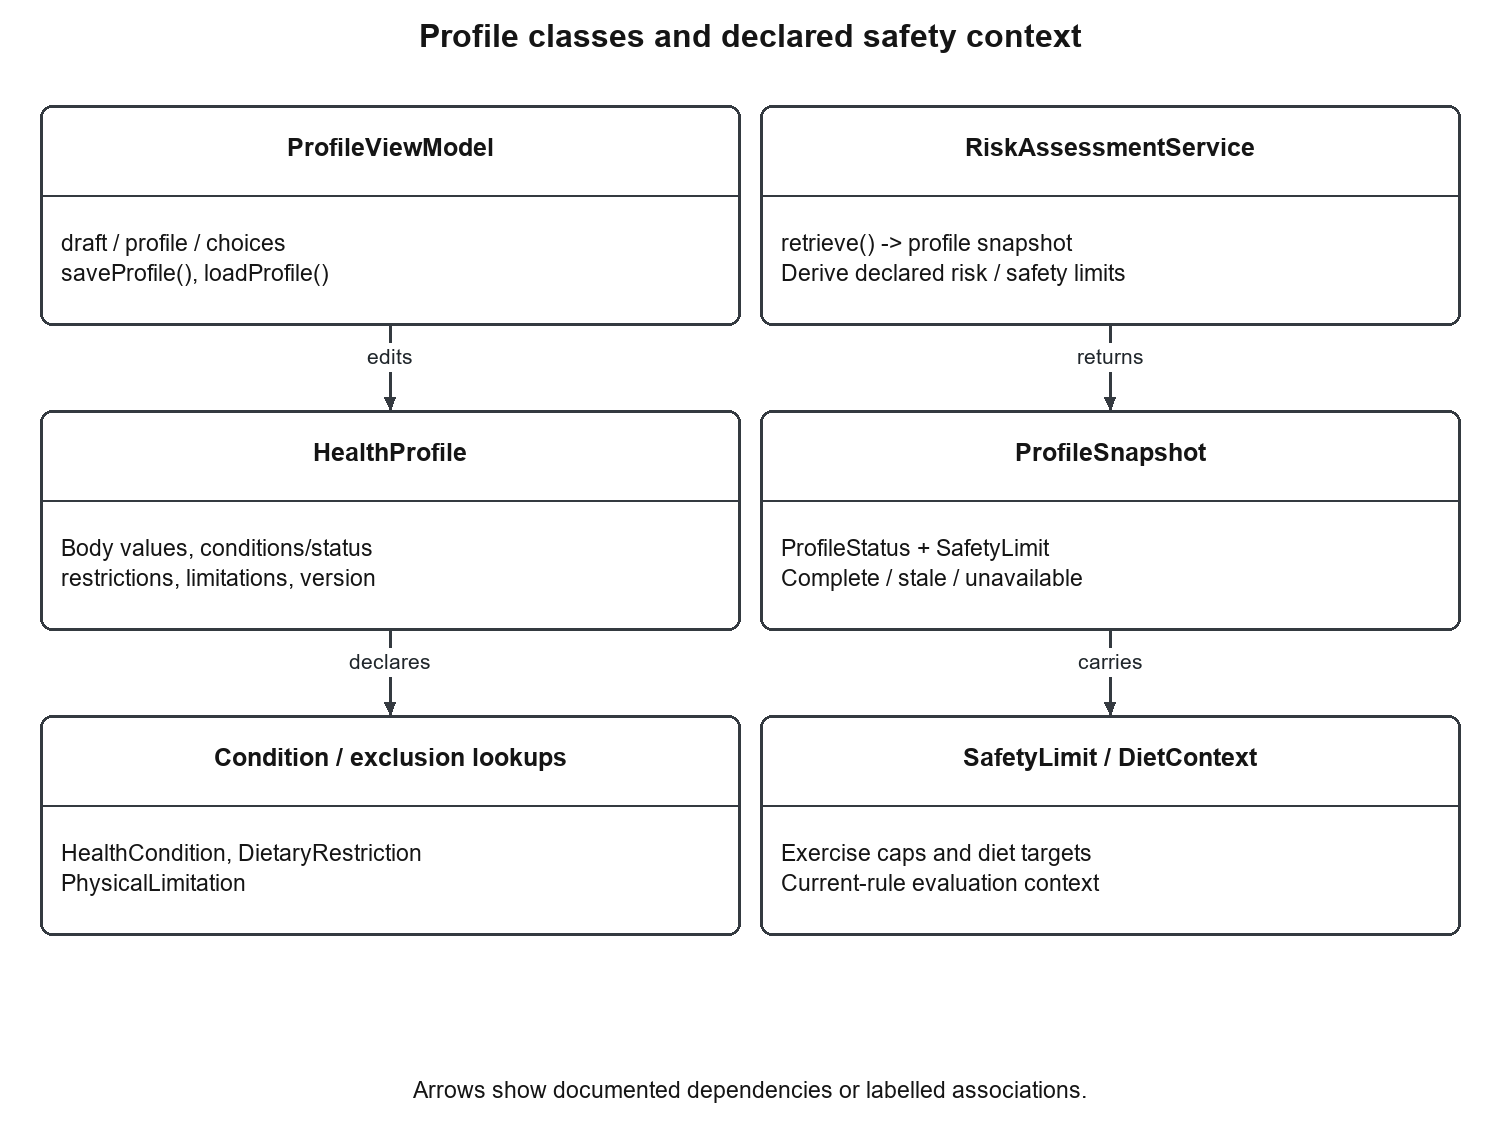 Profile classes and declared safety context
ProfileViewModel
draft / profile / choices
saveProfile(), loadProfile()
edits
HealthProfile
Body values, conditions/status
restrictions, limitations, version
declares
Condition / exclusion lookups
HealthCondition, DietaryRestriction
PhysicalLimitation
RiskAssessmentService
retrieve() -> profile snapshot
Derive declared risk / safety limits
returns
ProfileSnapshot
ProfileStatus + SafetyLimit
Complete / stale / unavailable
carries
SafetyLimit / DietContext
Exercise caps and diet targets
Current-rule evaluation context
Arrows show documented dependencies or labelled associations.